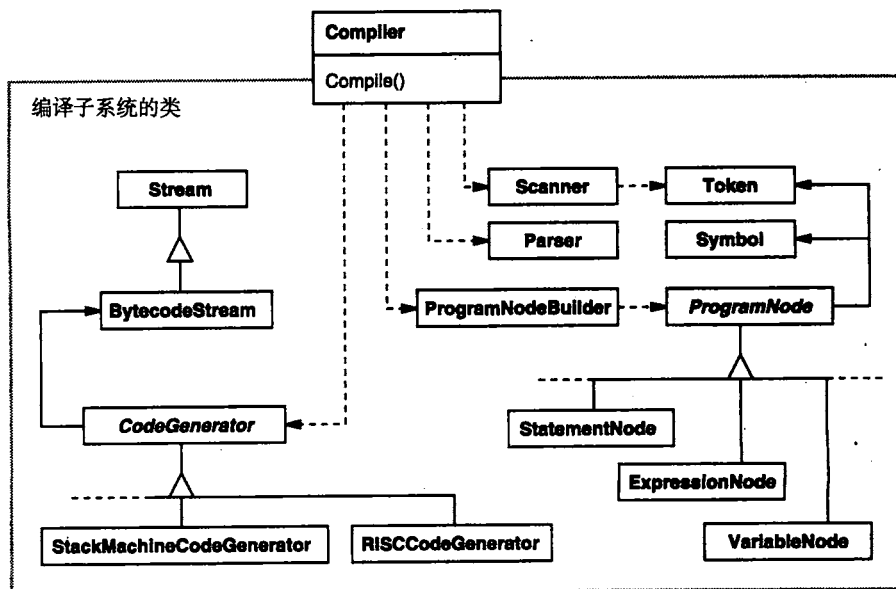 Compiler
Compile()
编译子系统的类
Stream
Scanner
Token
Parser
Symbol
BytecodeStream
ProgramNodeBuilder
ProgramNode
CodeGenerator
StatementNode
ExpressionNode
StackMachineCodeGenerator
RISCCodeGenerator
VariableNode